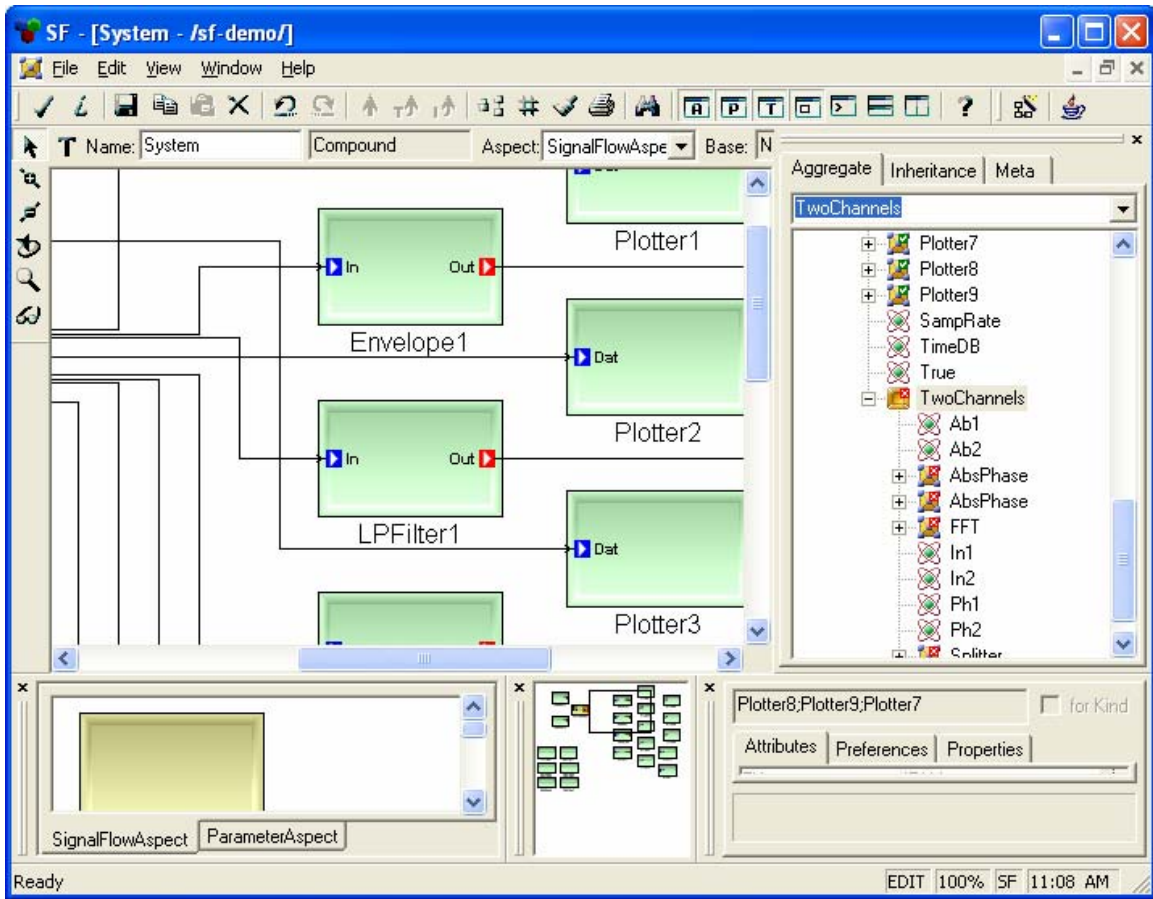 SF - [System - /sf-demo/]
File Edit View Window Help
A P T
T Name: System Compound Aspect: SignalFlowAspe Base: N
Aggregate Inheritance Meta
TwoChannels
Plotter7
Plotter8
Plotter9
SampRate
TimeDB
True
TwoChannels
Ab1
Ab2
AbsPhase
AbsPhase
FFT
In1
In2
Ph1
Ph2
Splitter
Plotter1
In Out
Envelope1
Dat
Plotter2
In Out
LPFilter1
Dat
Plotter3
SignalFlowAspect ParameterAspect
Plotter8;Plotter9;Plotter7 for Kind
Attributes Preferences Properties
Ready EDIT 100% SF 11:08 AM